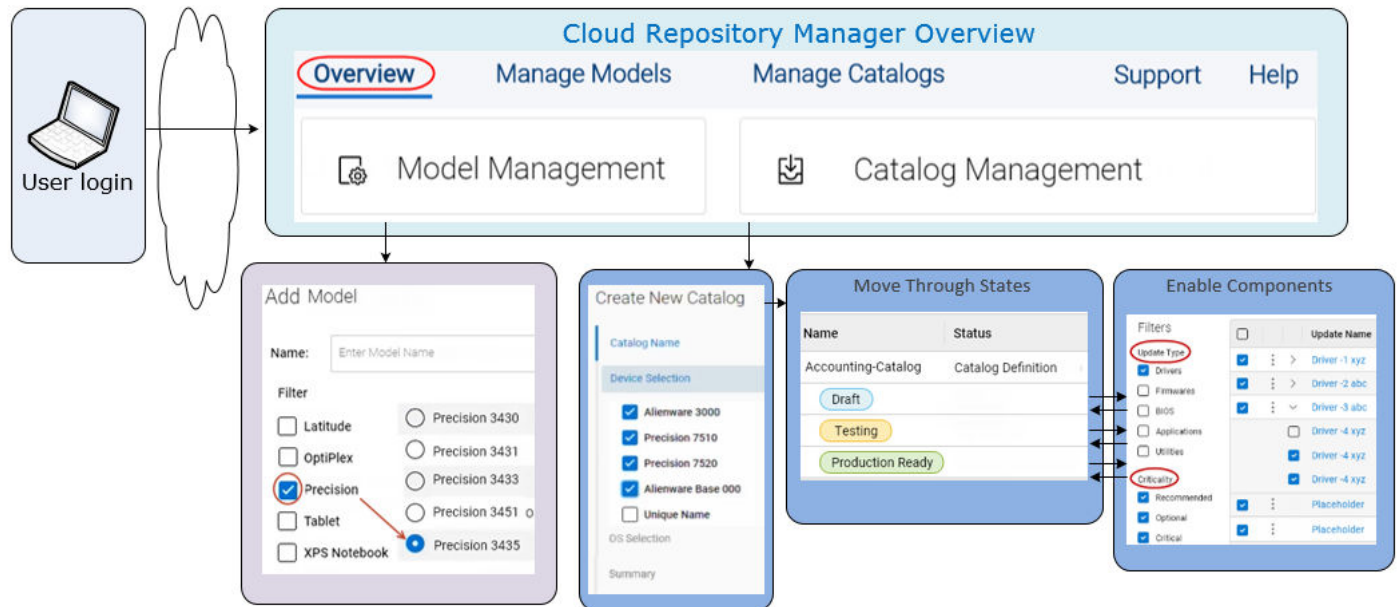 Cloud Repository Manager Overview
Overview Manage Models Manage Catalogs Support Help
Model Management Catalog Management
User login
Add Model
Name: Enter Model Name
Filter
Latitude
OptiPlex
Precision
Tablet
XPS Notebook
Precision 3430
Precision 3431
Precision 3433
Precision 3451 o
Precision 3435
Create New Catalog
Catalog Name
Device Selection
Alienware 3000
Precision 7510
Precision 7520
Alienware Base 000
Unique Name
OS Selection
Summary
Move Through States
Name Status
Accounting-Catalog Catalog Definition
Draft
Testing
Production Ready
Enable Components
Filters
Update Type
Drivers
Firmwares
BIOS
Applications
Utilities
Criticality
Recommended
Optional
Critical
Update Name
Driver -1 xyz
Driver -2 abc
Driver -3 abc
Driver -4 xyz
Driver -4 xyz
Driver -4 xyz
Placeholder
Placeholder